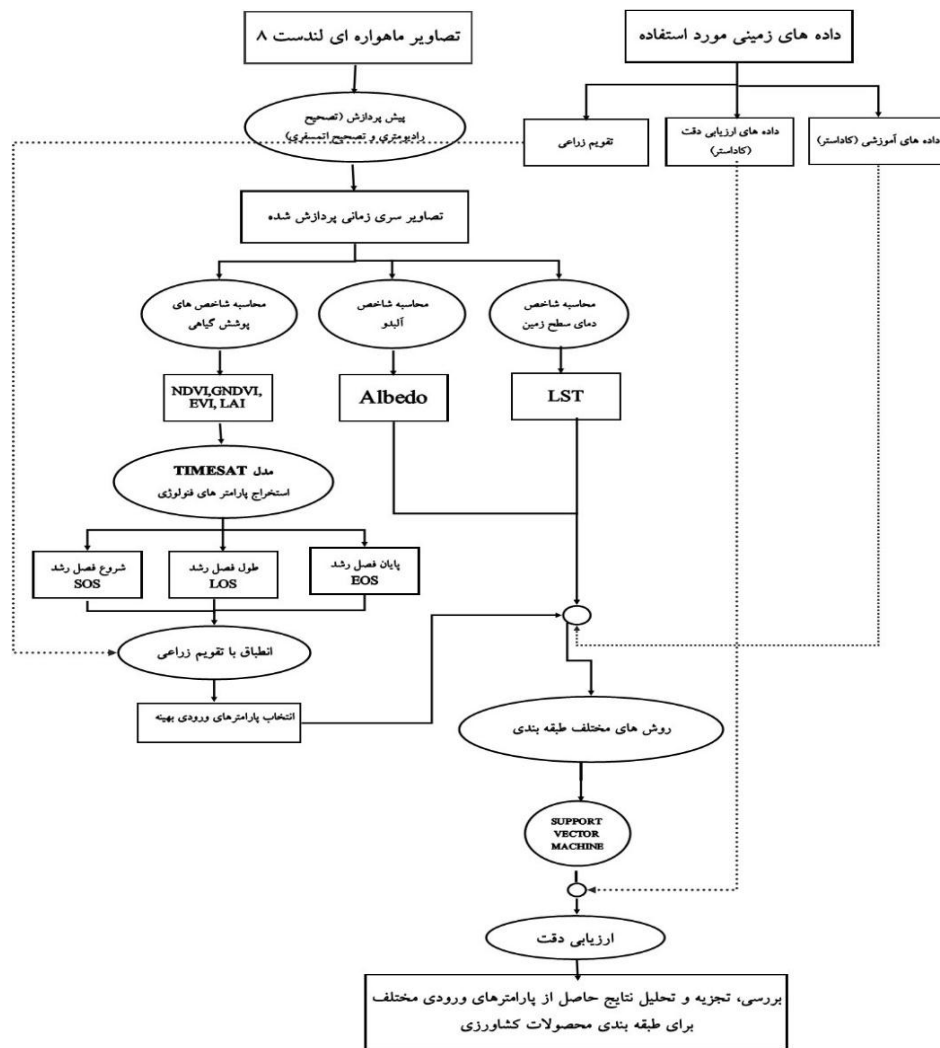 تصاویر ماهواره ای لندست ۸
داده های زمینی مورد استفاده
پیش پردازش (تصحیح
رادیومتری و تصحیح اتمسفری)
تقویم زراعی
داده های ارزیابی دقت
(کاداستر)
داده های آموزشی (کاداستر)
تصاویر سری زمانی پردازش شده
محاسبه شاخص های
پوشش گیاهی
محاسبه شاخص
آلبدو
محاسبه شاخص
دمای سطح زمین
NDVI,GNDVI,
EVI, LAI
Albedo
LST
مدل TIMESAT
استخراج پارامتر های فنولوژی
شروع فصل رشد
SOS
طول فصل رشد
LOS
پایان فصل رشد
EOS
انطباق با تقویم زراعی
انتخاب پارامترهای ورودی بهینه
روش های مختلف طبقه بندی
SUPPORT
VECTOR
MACHINE
ارزیابی دقت
بررسی، تجزیه و تحلیل نتایج حاصل از پارامترهای ورودی مختلف
برای طبقه بندی محصولات کشاورزی